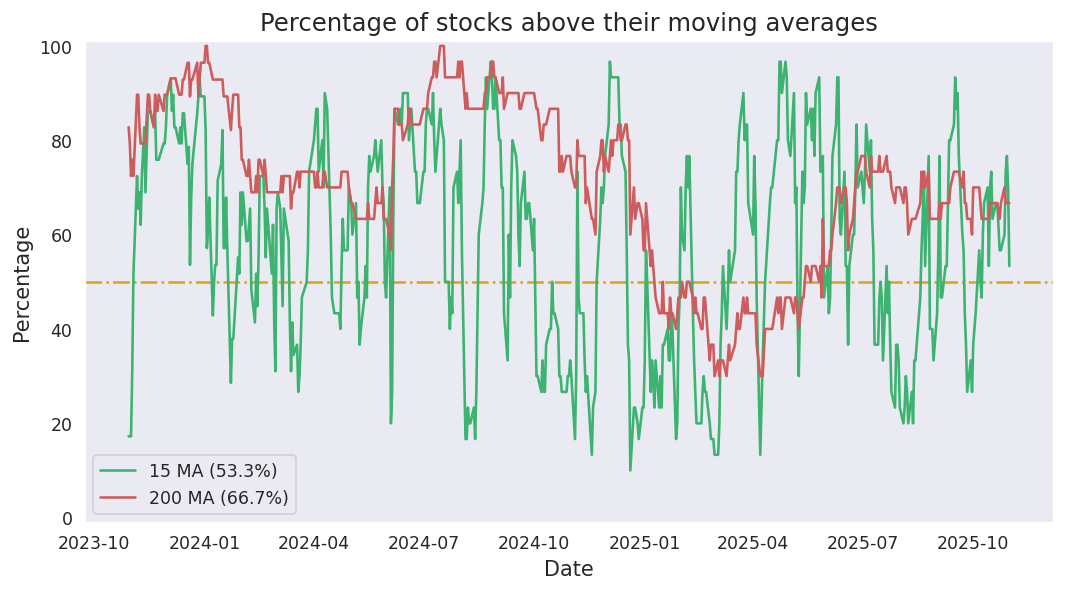 Percentage of stocks above their moving averages
100
80
60
40
20
0
Percentage
15 MA (53.3%)
200 MA (66.7%)
2023-10 2024-01 2024-04 2024-07 2024-10 2025-01 2025-04 2025-07 2025-10
Date